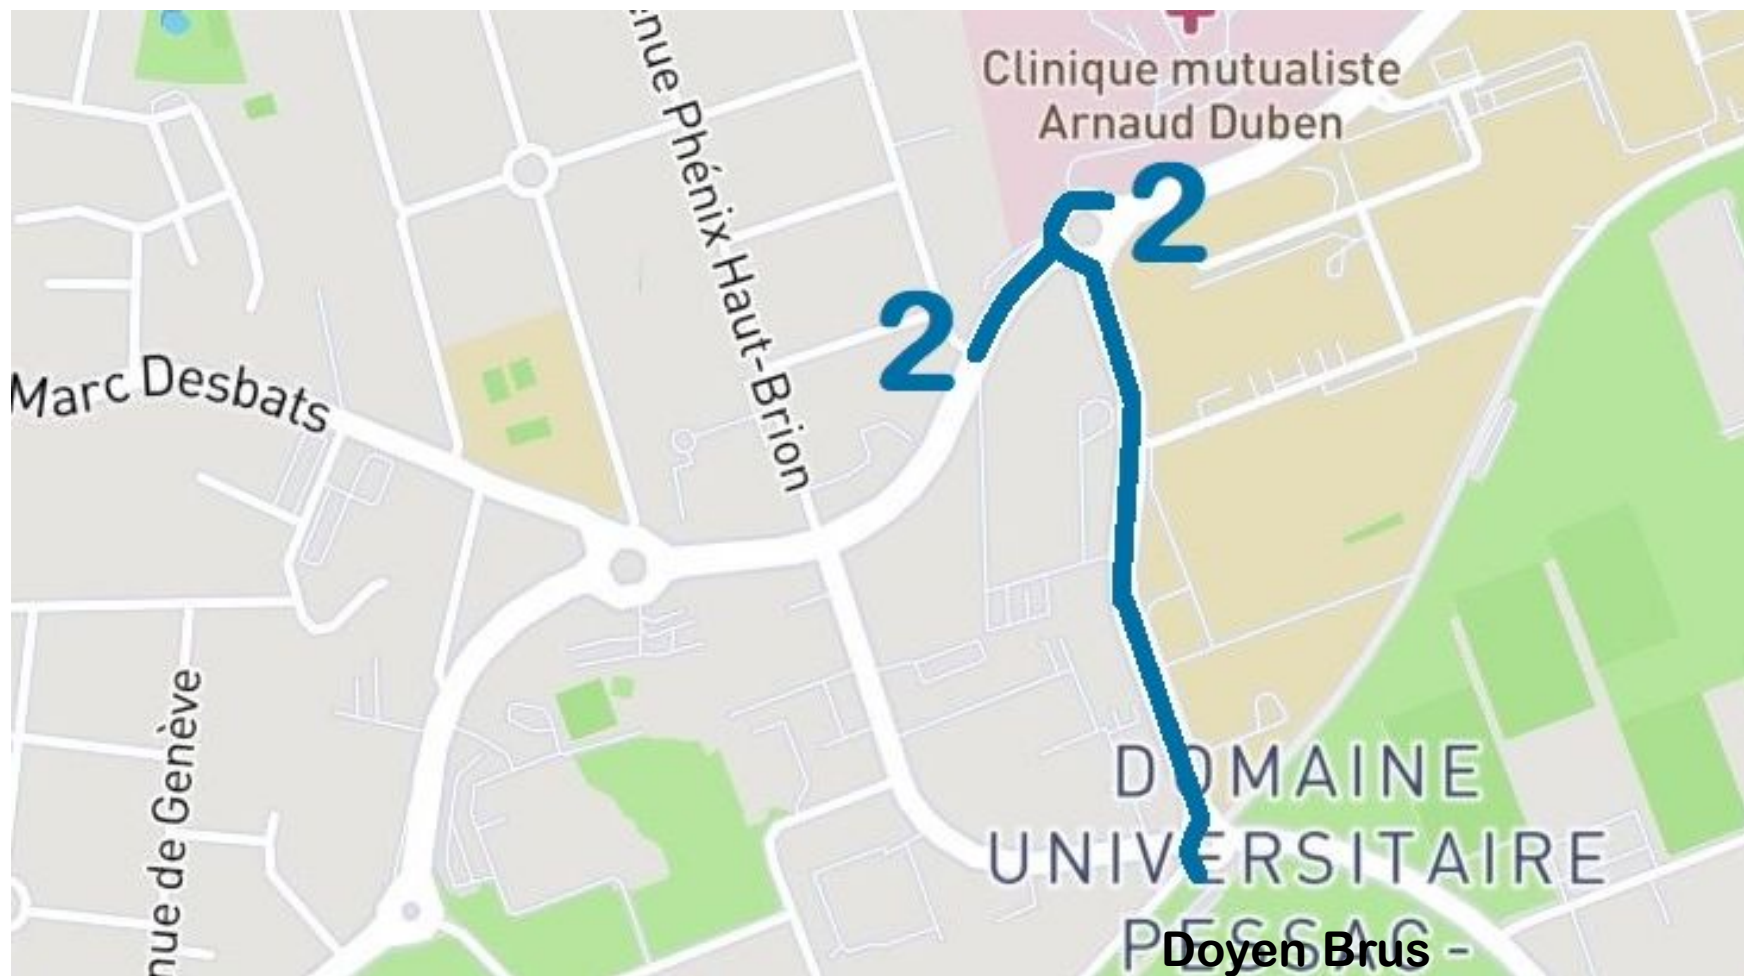 enue Phénix Haut-Brion
Clinique mutualiste
Arnaud Duben
2
2
Marc Desbats
nue de Genève
DOMAINE
UNIVERSITAIRE
PESSAC -
Doyen Brus